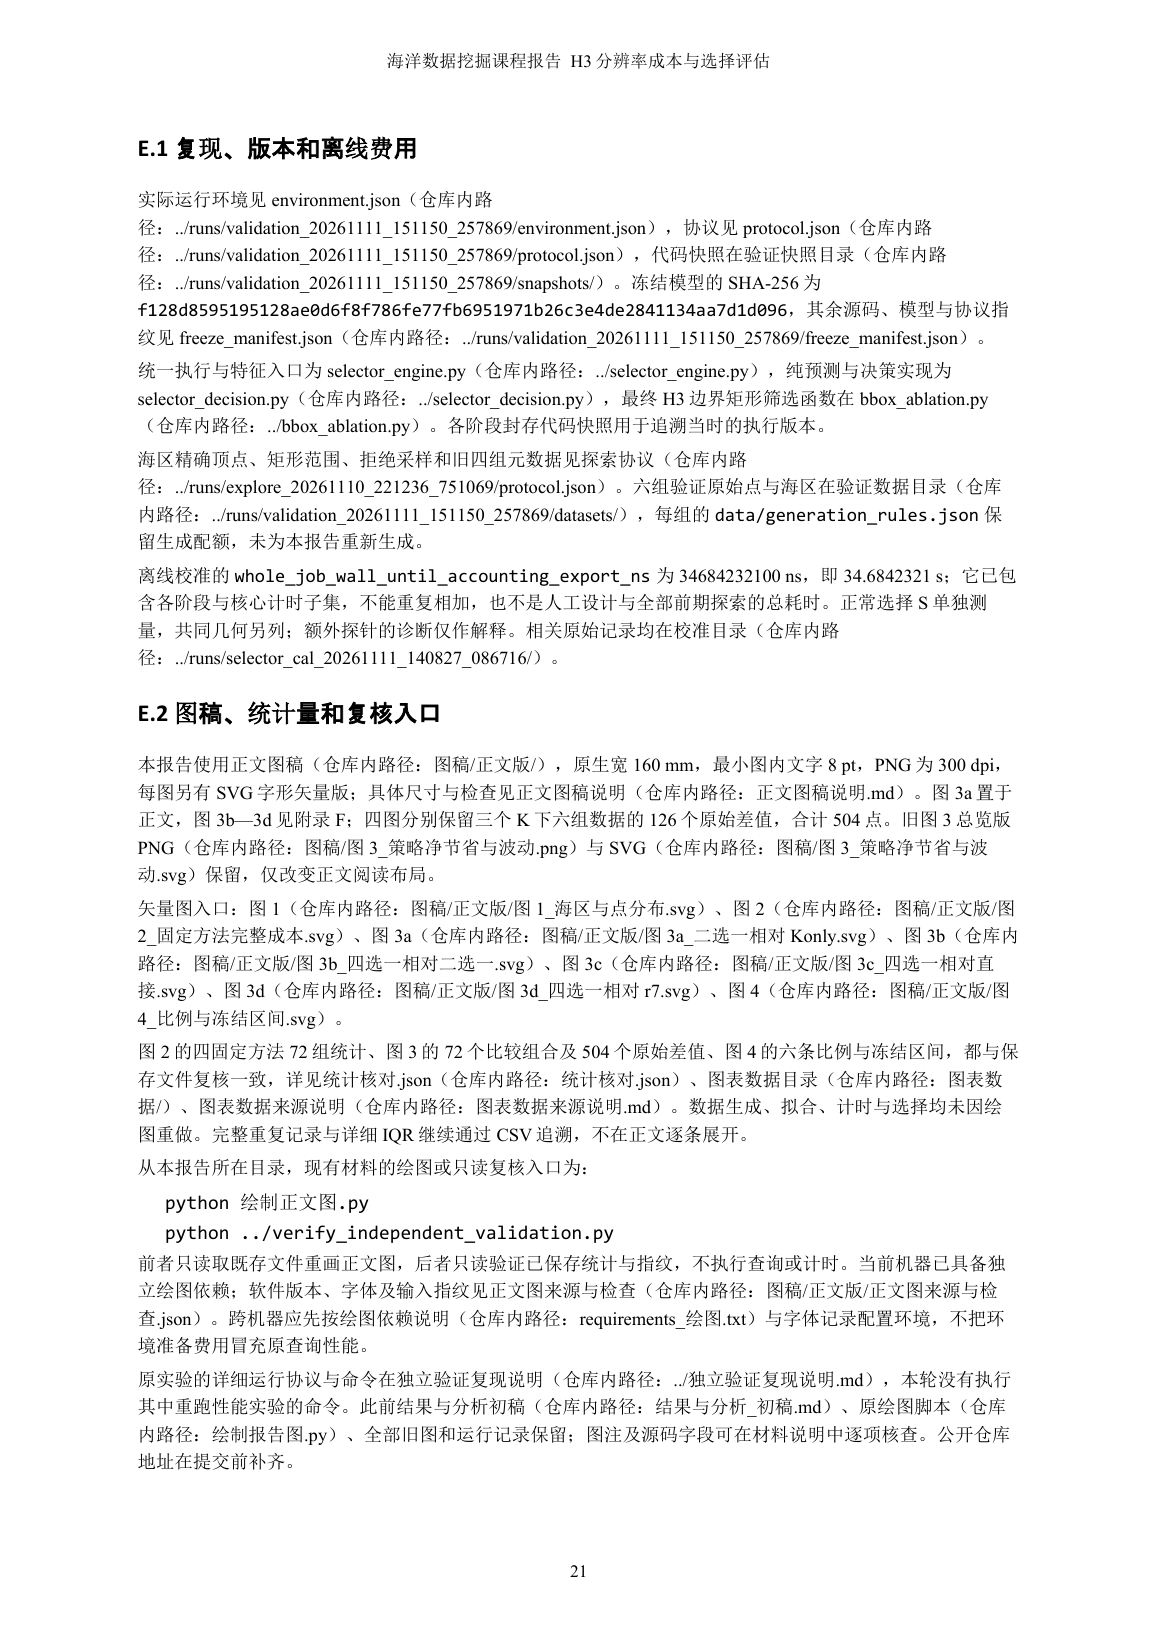 海洋数据挖掘课程报告 H3 分辨率成本与选择评估
E.1 复现、版本和离线费用
实际运行环境见 environment.json（仓库内路
径：../runs/validation_20261111_151150_257869/environment.json），协议见 protocol.json（仓库内路
径：../runs/validation_20261111_151150_257869/protocol.json），代码快照在验证快照目录（仓库内路
径：../runs/validation_20261111_151150_257869/snapshots/）。冻结模型的 SHA-256 为
f128d8595195128ae0d6f8f786fe77fb6951971b26c3e4de2841134aa7d1d096，其余源码、模型与协议指
纹见 freeze_manifest.json（仓库内路径：../runs/validation_20261111_151150_257869/freeze_manifest.json）。
统一执行与特征入口为 selector_engine.py（仓库内路径：../selector_engine.py），纯预测与决策实现为
selector_decision.py（仓库内路径：../selector_decision.py），最终 H3 边界矩形筛选函数在 bbox_ablation.py
（仓库内路径：../bbox_ablation.py）。各阶段封存代码快照用于追溯当时的执行版本。
海区精确顶点、矩形范围、拒绝采样和旧四组元数据见探索协议（仓库内路
径：../runs/explore_20261110_221236_751069/protocol.json）。六组验证原始点与海区在验证数据目录（仓库
内路径：../runs/validation_20261111_151150_257869/datasets/），每组的 data/generation_rules.json 保
留生成配额，未为本报告重新生成。
离线校准的 whole_job_wall_until_accounting_export_ns 为 34684232100 ns，即 34.6842321 s；它已包
含各阶段与核心计时子集，不能重复相加，也不是人工设计与全部前期探索的总耗时。正常选择 S 单独测
量，共同几何另列；额外探针的诊断仅作解释。相关原始记录均在校准目录（仓库内路
径：../runs/selector_cal_20261111_140827_086716/）。
E.2 图稿、统计量和复核入口
本报告使用正文图稿（仓库内路径：图稿/正文版/），原生宽 160 mm，最小图内文字 8 pt，PNG 为 300 dpi，
每图另有 SVG 字形矢量版；具体尺寸与检查见正文图稿说明（仓库内路径：正文图稿说明.md）。图 3a 置于
正文，图 3b—3d 见附录 F；四图分别保留三个 K 下六组数据的 126 个原始差值，合计 504 点。旧图 3 总览版
PNG（仓库内路径：图稿/图 3_策略净节省与波动.png）与 SVG（仓库内路径：图稿/图 3_策略净节省与波
动.svg）保留，仅改变正文阅读布局。
矢量图入口：图 1（仓库内路径：图稿/正文版/图 1_海区与点分布.svg）、图 2（仓库内路径：图稿/正文版/图
2_固定方法完整成本.svg）、图 3a（仓库内路径：图稿/正文版/图 3a_二选一相对 Konly.svg）、图 3b（仓库内
路径：图稿/正文版/图 3b_四选一相对二选一.svg）、图 3c（仓库内路径：图稿/正文版/图 3c_四选一相对直
接.svg）、图 3d（仓库内路径：图稿/正文版/图 3d_四选一相对 r7.svg）、图 4（仓库内路径：图稿/正文版/图
4_比例与冻结区间.svg）。
图 2 的四固定方法 72 组统计、图 3 的 72 个比较组合及 504 个原始差值、图 4 的六条比例与冻结区间，都与保
存文件复核一致，详见统计核对.json（仓库内路径：统计核对.json）、图表数据目录（仓库内路径：图表数
据/）、图表数据来源说明（仓库内路径：图表数据来源说明.md）。数据生成、拟合、计时与选择均未因绘
图重做。完整重复记录与详细 IQR 继续通过 CSV 追溯，不在正文逐条展开。
从本报告所在目录，现有材料的绘图或只读复核入口为：
python 绘制正文图.py
python ../verify_independent_validation.py
前者只读取既存文件重画正文图，后者只读验证已保存统计与指纹，不执行查询或计时。当前机器已具备独
立绘图依赖；软件版本、字体及输入指纹见正文图来源与检查（仓库内路径：图稿/正文版/正文图来源与检
查.json）。跨机器应先按绘图依赖说明（仓库内路径：requirements_绘图.txt）与字体记录配置环境，不把环
境准备费用冒充原查询性能。
原实验的详细运行协议与命令在独立验证复现说明（仓库内路径：../独立验证复现说明.md），本轮没有执行
其中重跑性能实验的命令。此前结果与分析初稿（仓库内路径：结果与分析_初稿.md）、原绘图脚本（仓库
内路径：绘制报告图.py）、全部旧图和运行记录保留；图注及源码字段可在材料说明中逐项核查。公开仓库
地址在提交前补齐。
21